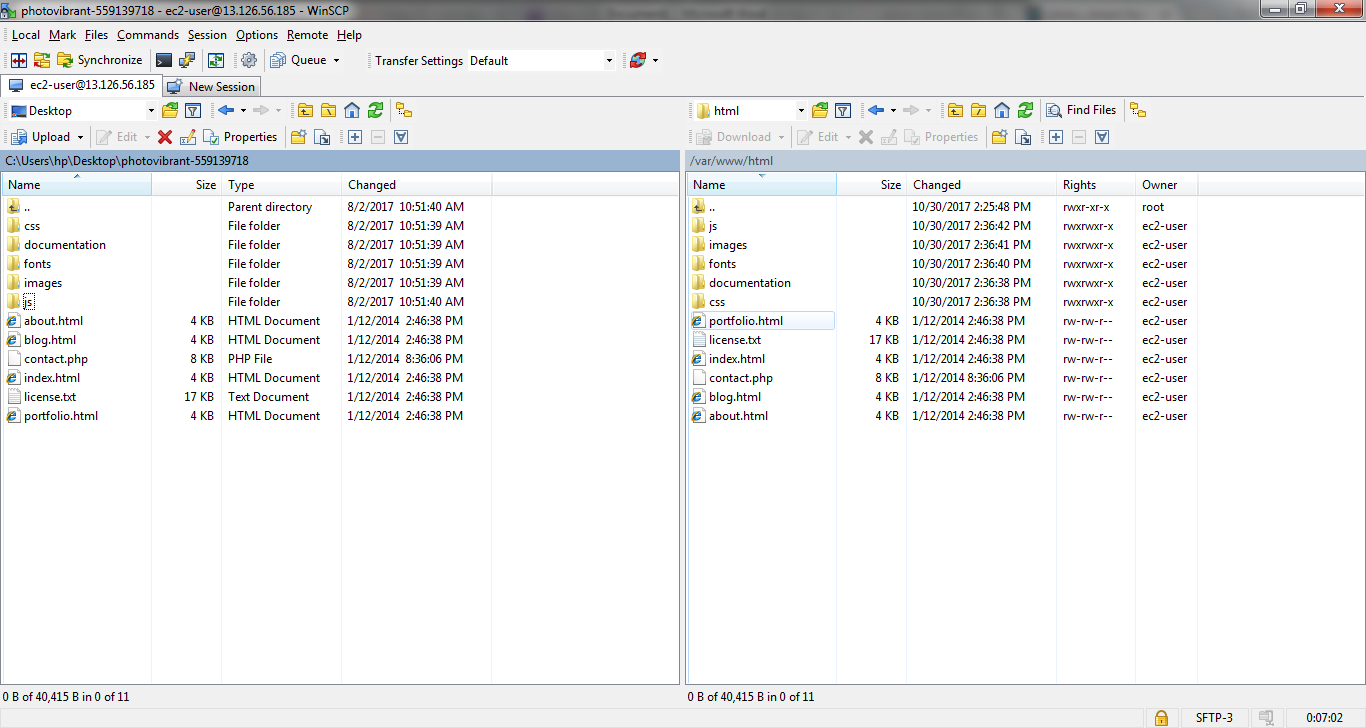 photovibrant-559139718 - ec2-user@13.126.56.185 - WinSCP
Local Mark Files Commands Session Options Remote Help
Synchronize Queue Transfer Settings Default
ec2-user@13.126.56.185 New Session
Desktop html Find Files
Upload Edit Properties Download Edit Properties
C:\Users\hp\Desktop\photovibrant-559139718 /var/www/html
Name Size Type Changed Name Size Changed Rights Owner
.. Parent directory 8/2/2017 10:51:40 AM .. 10/30/2017 2:25:48 PM rwxr-xr-x root
css File folder 8/2/2017 10:51:39 AM js 10/30/2017 2:36:42 PM rwxrwxr-x ec2-user
documentation File folder 8/2/2017 10:51:39 AM images 10/30/2017 2:36:41 PM rwxrwxr-x ec2-user
fonts File folder 8/2/2017 10:51:39 AM fonts 10/30/2017 2:36:40 PM rwxrwxr-x ec2-user
images File folder 8/2/2017 10:51:39 AM documentation 10/30/2017 2:36:38 PM rwxrwxr-x ec2-user
js File folder 8/2/2017 10:51:40 AM css 10/30/2017 2:36:38 PM rwxrwxr-x ec2-user
about.html 4 KB HTML Document 1/12/2014 2:46:38 PM portfolio.html 4 KB 1/12/2014 2:46:38 PM rw-rw-r-- ec2-user
blog.html 4 KB HTML Document 1/12/2014 2:46:38 PM license.txt 17 KB 1/12/2014 2:46:38 PM rw-rw-r-- ec2-user
contact.php 8 KB PHP File 1/12/2014 8:36:06 PM index.html 4 KB 1/12/2014 2:46:38 PM rw-rw-r-- ec2-user
index.html 4 KB HTML Document 1/12/2014 2:46:38 PM contact.php 8 KB 1/12/2014 8:36:06 PM rw-rw-r-- ec2-user
license.txt 17 KB Text Document 1/12/2014 2:46:38 PM blog.html 4 KB 1/12/2014 2:46:38 PM rw-rw-r-- ec2-user
portfolio.html 4 KB HTML Document 1/12/2014 2:46:38 PM about.html 4 KB 1/12/2014 2:46:38 PM rw-rw-r-- ec2-user
0 B of 40,415 B in 0 of 11 0 B of 40,415 B in 0 of 11
SFTP-3 0:07:02